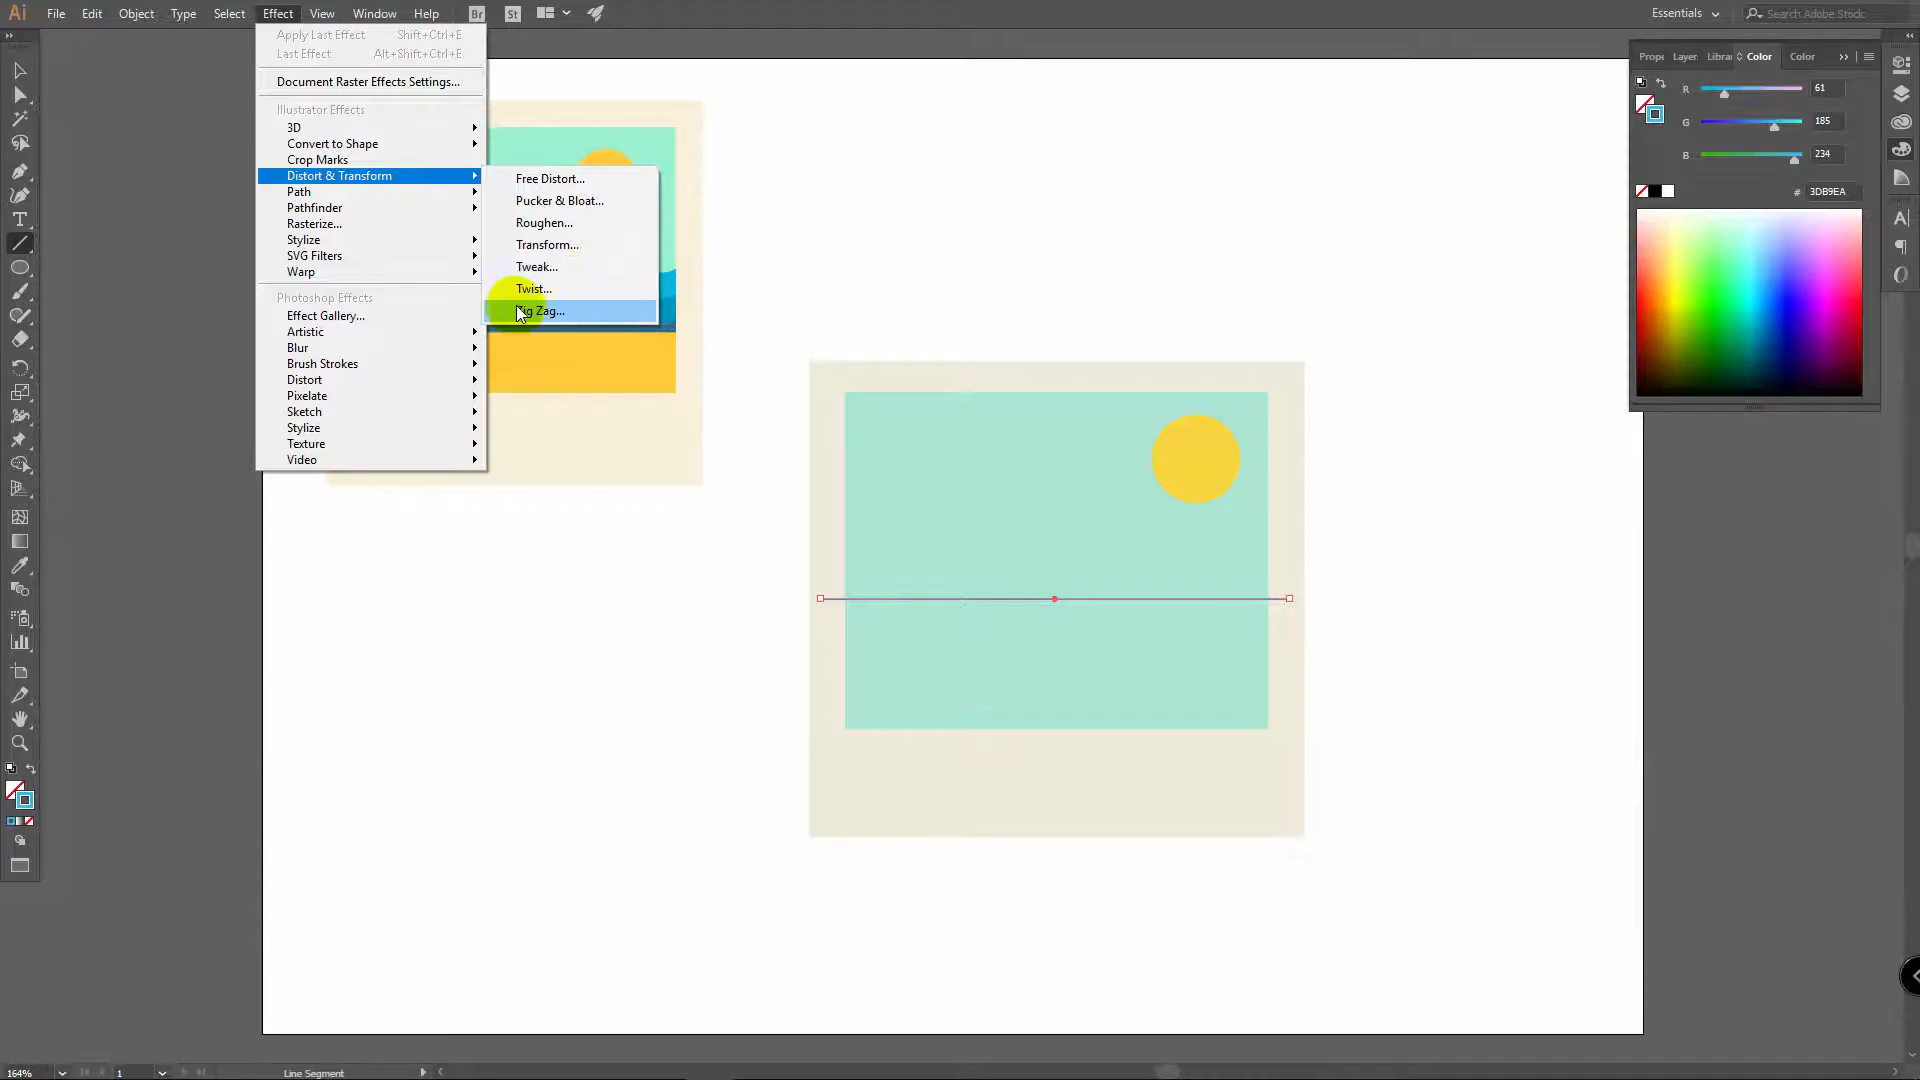 Ai File Edit Object Type Select Effect View Window Help Br St Essentials Search Adobe Stock
Apply Last Effect Shift+Ctrl+E
Last Effect Alt+Shift+Ctrl+E
Document Raster Effects Settings...
Illustrator Effects
3D
Convert to Shape
Crop Marks
Distort & Transform
Path
Pathfinder
Rasterize...
Stylize
SVG Filters
Warp
Photoshop Effects
Effect Gallery...
Artistic
Blur
Brush Strokes
Distort
Pixelate
Sketch
Stylize
Texture
Video
Free Distort...
Pucker & Bloat...
Roughen...
Transform...
Tweak...
Twist...
Zag...
Prope Layer Librar Color Color
R 61
G 185
B 234
# 3DB9EA
164% 1 Line Segment